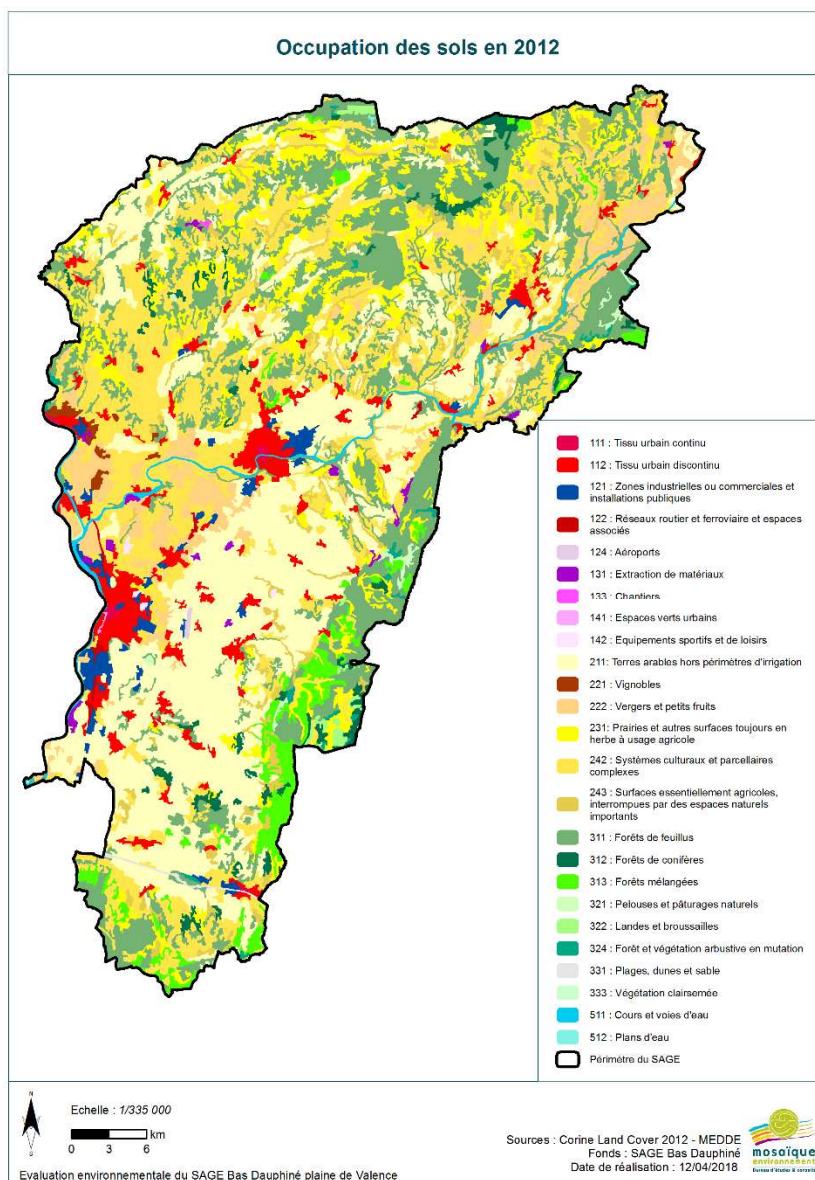 Occupation des sols en 2012
111 : Tissu urbain continu
112 : Tissu urbain discontinu
121 : Zones industrielles ou commerciales et
installations publiques
122 : Réseaux routier et ferroviaire et espaces
associés
124 : Aéroports
131 : Extraction de matériaux
133 : Chantiers
141 : Espaces verts urbains
142 : Equipements sportifs et de loisirs
211: Terres arables hors périmètres d'irrigation
221 : Vignobles
222 : Vergers et petits fruits
231: Prairies et autres surfaces toujours en
herbe à usage agricole
242 : Systèmes culturaux et parcellaires
complexes
243 : Surfaces essentiellement agricoles,
interrompues par des espaces naturels
importants
311 : Forêts de feuillus
312 : Forêts de conifères
313 : Forêts mélangées
321 : Pelouses et pâturages naturels
322 : Landes et broussailles
324 : Forêt et végétation arbustive en mutation
331 : Plages, dunes et sable
333 : Végétation clairsemée
511 : Cours et voies d'eau
512 : Plans d'eau
Périmètre du SAGE
N
S
Echelle : 1/335 000
km
0 3 6
Sources : Corine Land Cover 2012 - MEDDE
Fonds : SAGE Bas Dauphiné plaine de Valence
Date de réalisation : 12/04/2018
mosaïque
environnement
Bureau d'études & conseils
Evaluation environnementale du SAGE Bas Dauphiné plaine de Valence